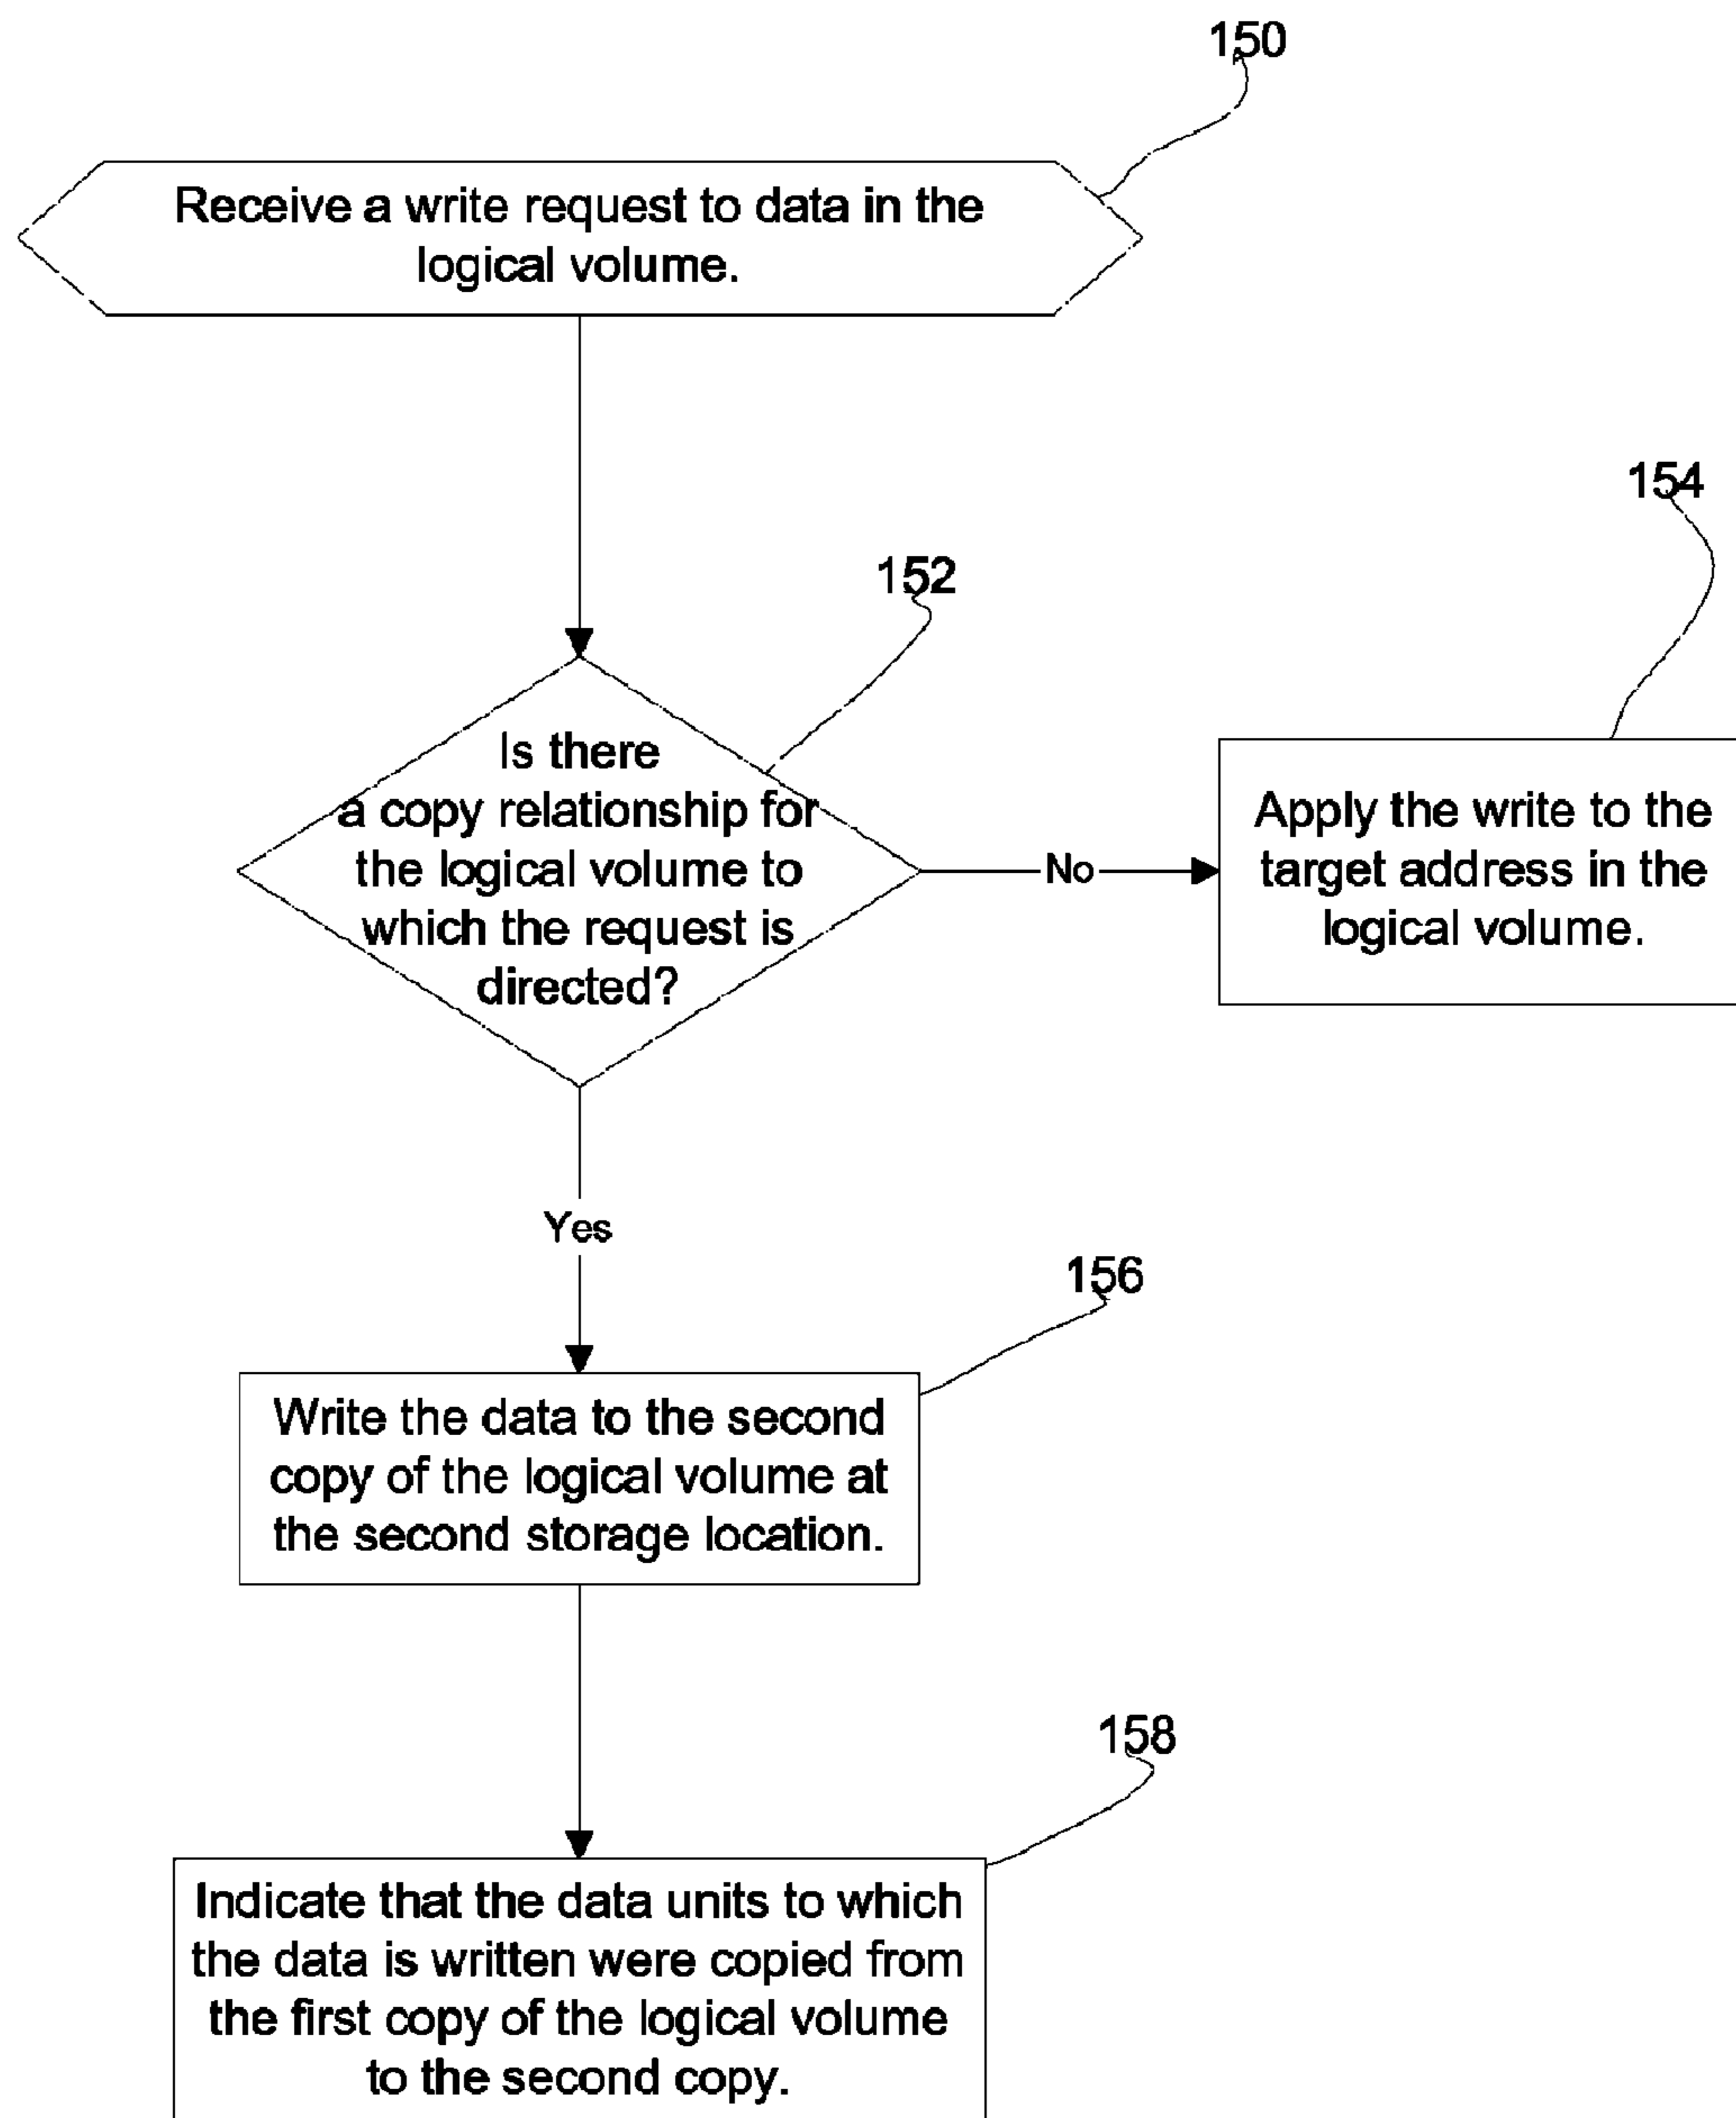 150
Receive a write request to data in the
logical volume.
154
152
Is there
a copy relationship for
the logical volume to
which the request is
directed?
No
Apply the write to the
target address in the
logical volume.
Yes
156
Write the data to the second
copy of the logical volume at
the second storage location.
158
Indicate that the data units to which
the data is written were copied from
the first copy of the logical volume
to the second copy.